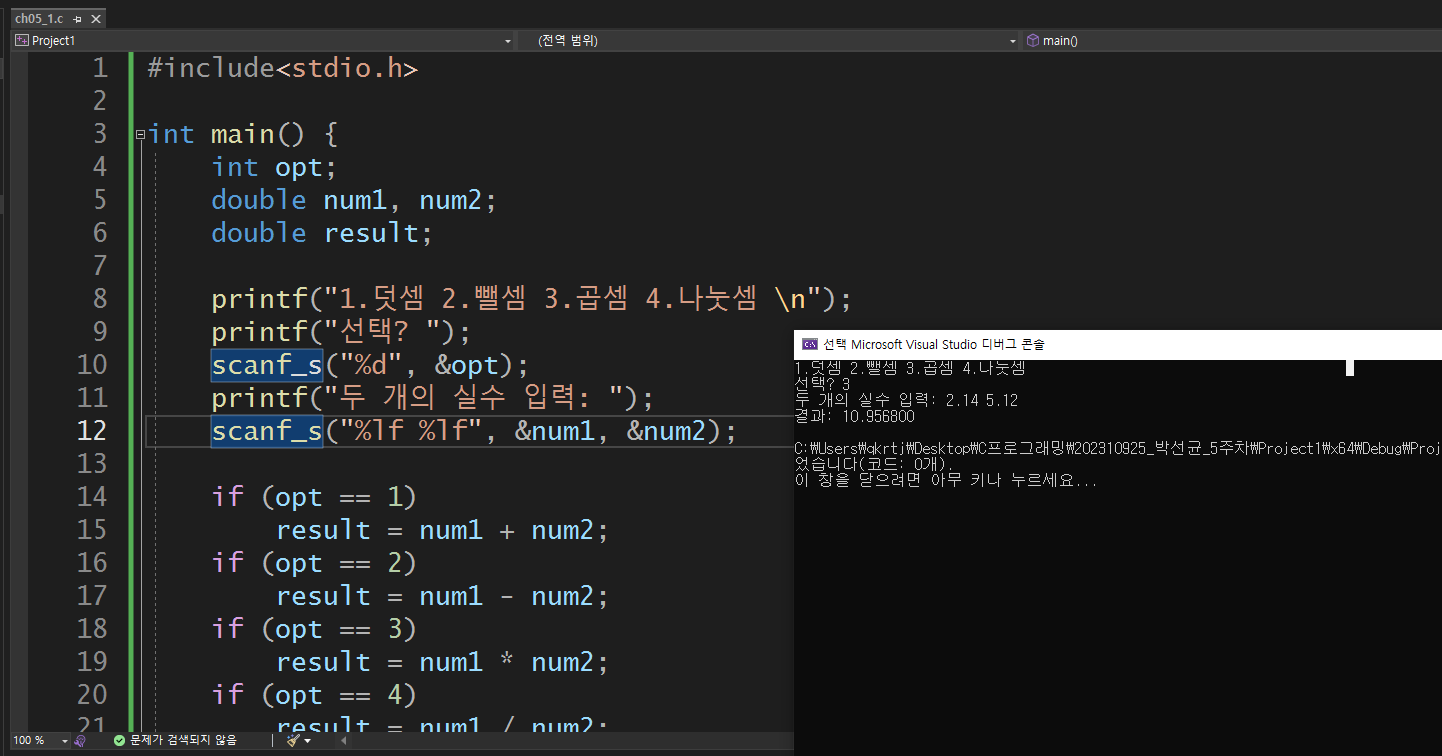 ch05_1.c
Project1
(전역 범위)
main()
1 #include<stdio.h>
2
3 int main() {
4 int opt;
5 double num1, num2;
6 double result;
7
8 printf("1.덧셈 2.뺄셈 3.곱셈 4.나눗셈 \n");
9 printf("선택? ");
10 scanf_s("%d", &opt);
11 printf("두 개의 실수 입력: ");
12 scanf_s("%lf %lf", &num1, &num2);
13
14 if (opt == 1)
15 result = num1 + num2;
16 if (opt == 2)
17 result = num1 - num2;
18 if (opt == 3)
19 result = num1 * num2;
20 if (opt == 4)
21 result = num1 / num2;
100 %
문제가 검색되지 않음
선택 Microsoft Visual Studio 디버그 콘솔
1.덧셈 2.뺄셈 3.곱셈 4.나눗셈
선택? 3
두 개의 실수 입력: 2.14 5.12
결과: 10.956800
C:₩Users₩qkrtj₩Desktop₩C프로그래밍₩202310925_박선균_5주차₩Project1₩x64₩Debug₩Proj
었습니다(코드: 0개).
이 창을 닫으려면 아무 키나 누르세요...